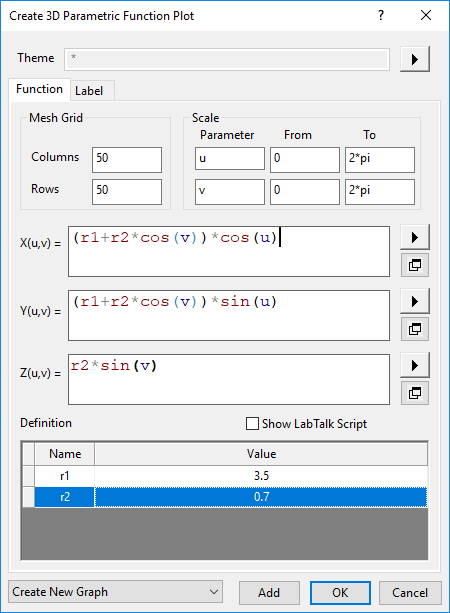 Create 3D Parametric Function Plot ?
Theme *
Function Label
Mesh Grid Scale
Parameter From To
Columns 50 u 0 2*pi
Rows 50 v 0 2*pi
X(u,v) = (r1+r2*cos(v))*cos(u)
Y(u,v) = (r1+r2*cos(v))*sin(u)
Z(u,v) = r2*sin(v)
Definition Show LabTalk Script
Name Value
r1 3.5
r2 0.7
Create New Graph Add OK Cancel